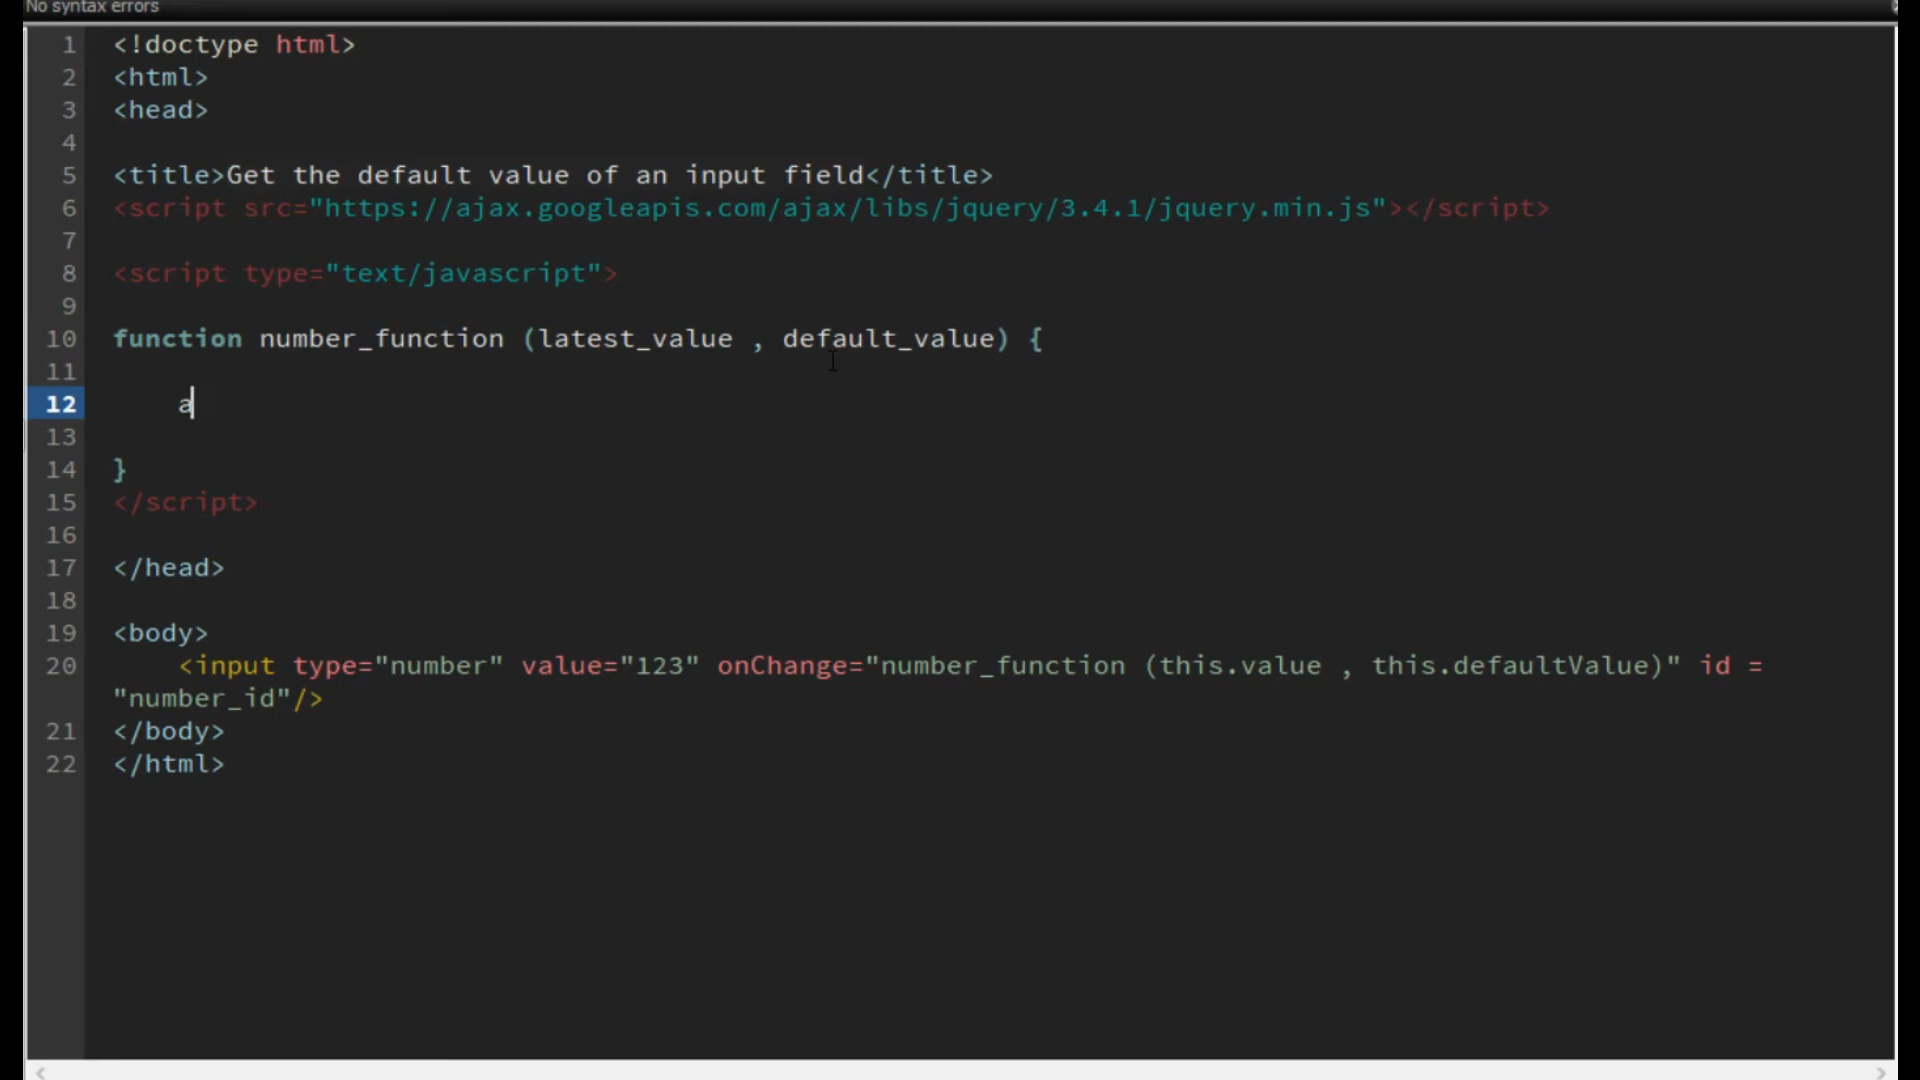 No syntax errors
1 <!doctype html>
2 <html>
3 <head>
4
5 <title>Get the default value of an input field</title>
6 <script src="https://ajax.googleapis.com/ajax/libs/jquery/3.4.1/jquery.min.js"></script>
7
8 <script type="text/javascript">
9
10 function number_function (latest_value , default_value) {
11
12 a
13
14 }
15 </script>
16
17 </head>
18
19 <body>
20 <input type="number" value="123" onChange="number_function (this.value , this.defaultValue)" id =
"number_id"/>
21 </body>
22 </html>